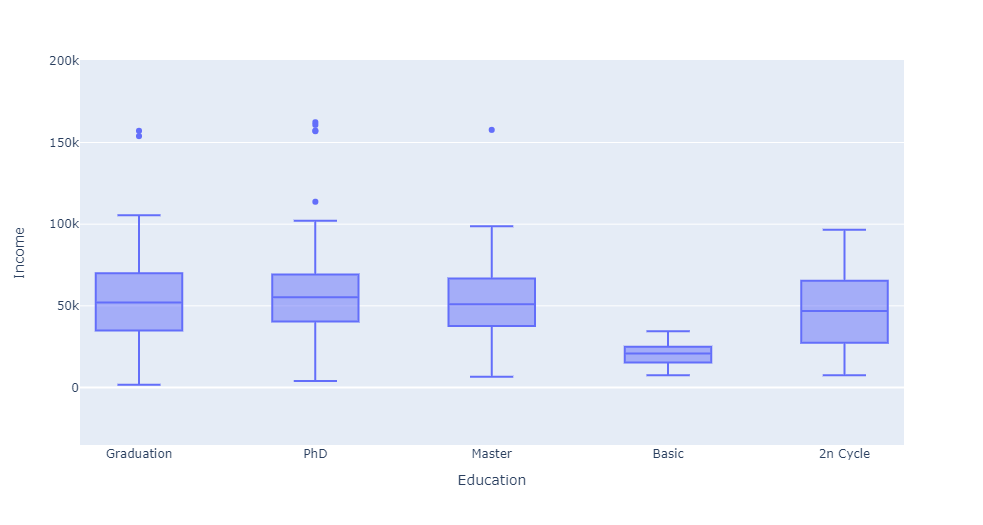 200k
150k
100k
50k
0
Income
Graduation PhD Master Basic 2n Cycle
Education